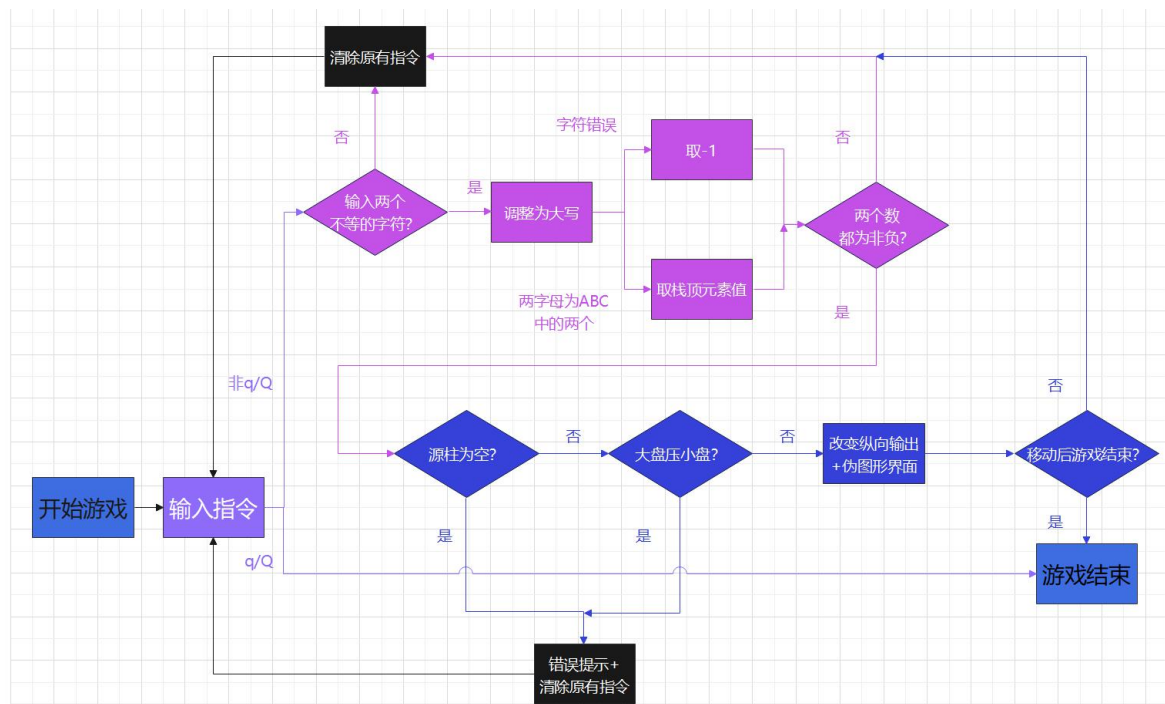 清除原有指令
否
字符错误
取-1
否
输入两个
不等的字符?
是
调整为大写
两个数
都为非负?
取栈顶元素值
两字母为ABC
中的两个
是
非q/Q
否
源柱为空?
否
大盘压小盘?
否
改变纵向输出
+伪图形界面
移动后游戏结束?
开始游戏
输入指令
是
是
是
q/Q
游戏结束
错误提示+
清除原有指令